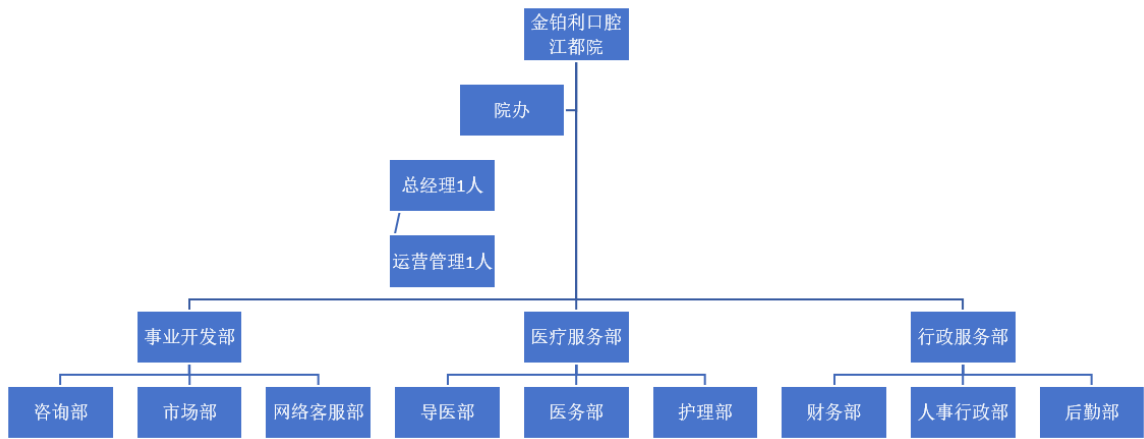 金铂利口腔
江都院
院办
总经理1人
运营管理1人
事业开发部
医疗服务部
行政服务部
咨询部
市场部
网络客服部
导医部
医务部
护理部
财务部
人事行政部
后勤部